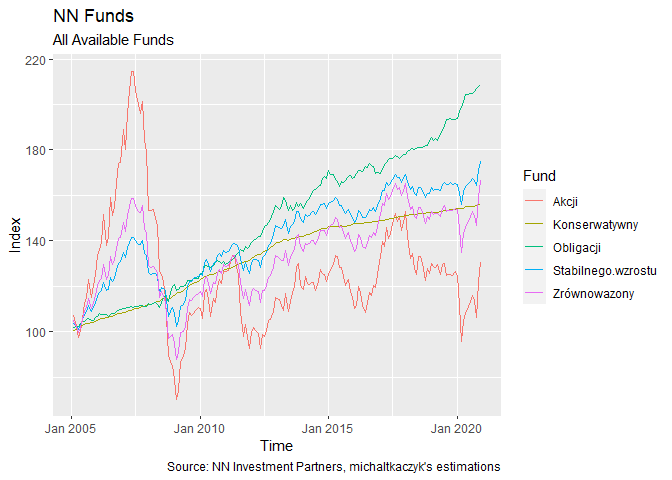 NN Funds
All Available Funds
220
180
140
100
Index
Jan 2005
Jan 2010
Jan 2015
Jan 2020
Time
Fund
Akcji
Konserwatywny
Obligacji
Stabilnego.wzrostu
Zrównowazony
Source: NN Investment Partners, michaltkaczyk's estimations